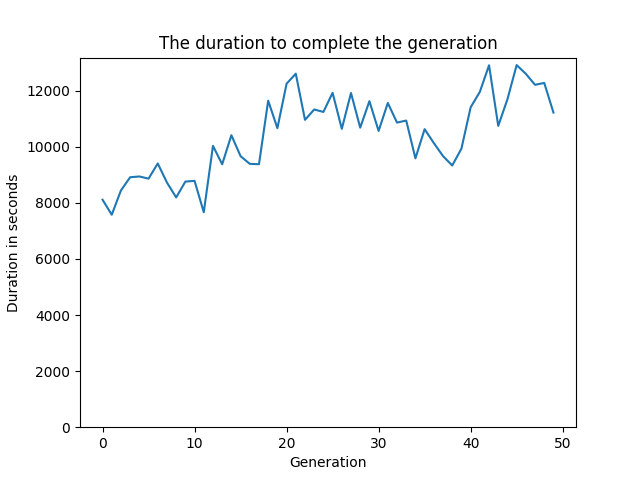 The duration to complete the generation
12000
10000
8000
6000
4000
2000
0
Duration in seconds
0 10 20 30 40 50
Generation